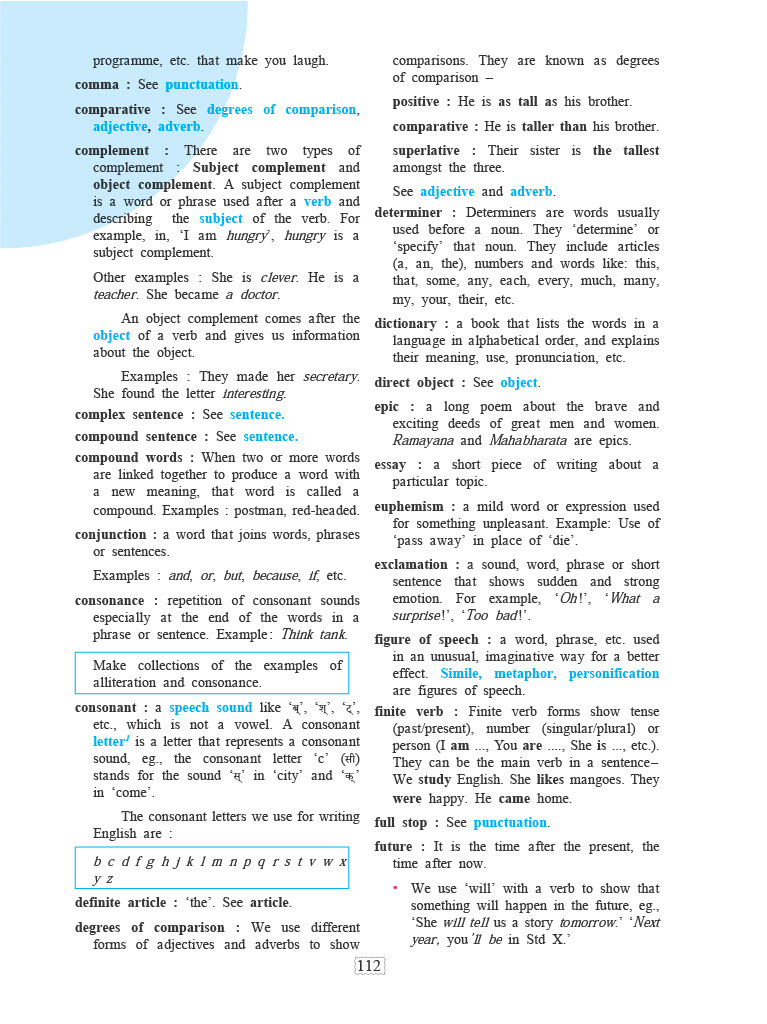 programme, etc. that make you laugh.
comma : See punctuation.
comparative : See degrees of comparison,
adjective, adverb.
complement : There are two types of
complement : Subject complement and
object complement. A subject complement
is a word or phrase used after a verb and
describing the subject of the verb. For
example, in, ‘I am hungry’, hungry is a
subject complement.
Other examples : She is clever. He is a
teacher. She became a doctor.
An object complement comes after the
object of a verb and gives us information
about the object.
Examples : They made her secretary.
She found the letter interesting.
complex sentence : See sentence.
compound sentence : See sentence.
compound words : When two or more words
are linked together to produce a word with
a new meaning, that word is called a
compound. Examples : postman, red-headed.
conjunction : a word that joins words, phrases
or sentences.
Examples : and, or, but, because, if, etc.
consonance : repetition of consonant sounds
especially at the end of the words in a
phrase or sentence. Example : Think tank.
Make collections of the examples of
alliteration and consonance.
consonant : a speech sound like ‘ब्’, ‘श्’, ‘ट्’,
etc., which is not a vowel. A consonant
letter1 is a letter that represents a consonant
sound, eg., the consonant letter ‘c’ (सी)
stands for the sound ‘स्’ in ‘city’ and ‘क्’
in ‘come’.
The consonant letters we use for writing
English are :
b c d f g h j k l m n p q r s t v w x
y z
definite article : ‘the’. See article.
degrees of comparison : We use different
forms of adjectives and adverbs to show
comparisons. They are known as degrees
of comparison –
positive : He is as tall as his brother.
comparative : He is taller than his brother.
superlative : Their sister is the tallest
amongst the three.
See adjective and adverb.
determiner : Determiners are words usually
used before a noun. They ‘determine’ or
‘specify’ that noun. They include articles
(a, an, the), numbers and words like: this,
that, some, any, each, every, much, many,
my, your, their, etc.
dictionary : a book that lists the words in a
language in alphabetical order, and explains
their meaning, use, pronunciation, etc.
direct object : See object.
epic : a long poem about the brave and
exciting deeds of great men and women.
Ramayana and Mahabharata are epics.
essay : a short piece of writing about a
particular topic.
euphemism : a mild word or expression used
for something unpleasant. Example: Use of
‘pass away’ in place of ‘die’.
exclamation : a sound, word, phrase or short
sentence that shows sudden and strong
emotion. For example, ‘Oh!’, ‘What a
surprise!’, ‘Too bad!’.
figure of speech : a word, phrase, etc. used
in an unusual, imaginative way for a better
effect. Simile, metaphor, personification
are figures of speech.
finite verb : Finite verb forms show tense
(past/present), number (singular/plural) or
person (I am ..., You are ...., She is ..., etc.).
They can be the main verb in a sentence–
We study English. She likes mangoes. They
were happy. He came home.
full stop : See punctuation.
future : It is the time after the present, the
time after now.
• We use ‘will’ with a verb to show that
something will happen in the future, eg.,
‘She will tell us a story tomorrow.’ ‘Next
year, you’ll be in Std X.’
112